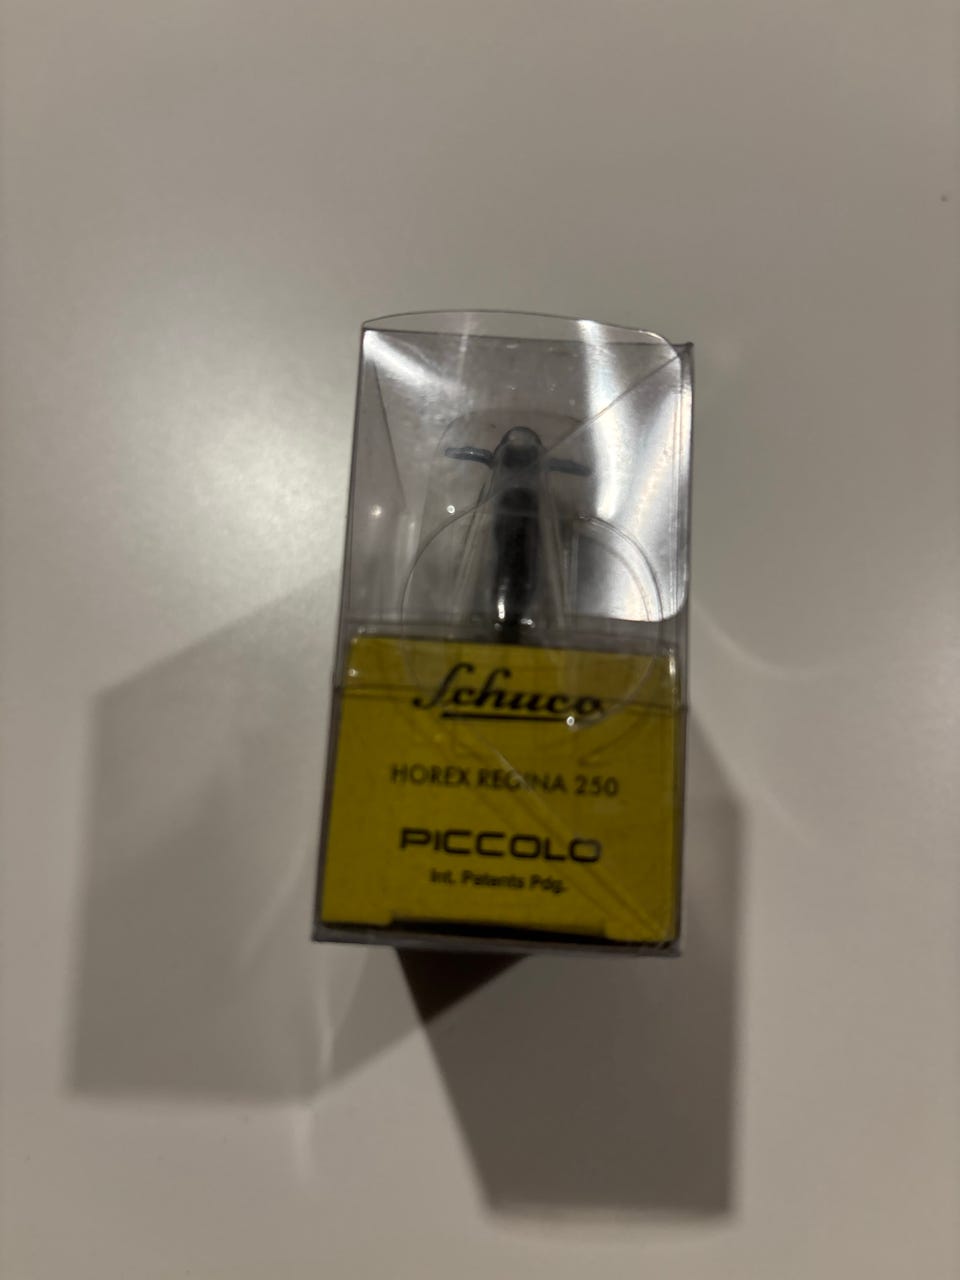 Schuco
HOREX REGINA 250
PICCOLO
Int. Patents Pdg.